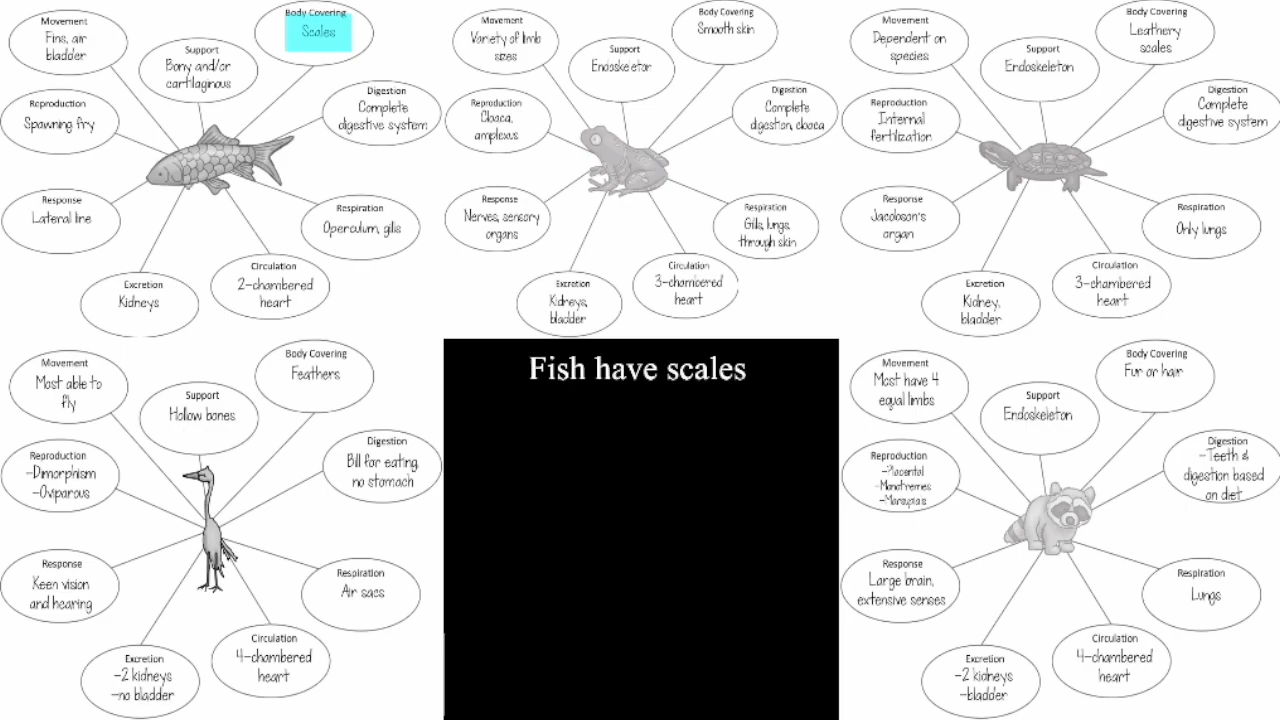 Movement
Fins, air
bladder
Support
Bony and/or
cartilaginous
Body Covering
Scales
Reproduction
Spawning fry
Digestion
Complete
digestive system
Response
Lateral line
Respiration
Operculum, gills
Excretion
Kidneys
Circulation
2-chambered
heart
Movement
Variety of limb
sizes
Support
Endoskeleton
Body Covering
Smooth skin
Reproduction
Cloaca,
amplexus
Digestion
Complete
digestion, cloaca
Response
Nerves, sensory
organs
Respiration
Gills, lungs,
through skin
Excretion
Kidneys,
bladder
Circulation
3-chambered
heart
Movement
Dependent on
species
Support
Endoskeleton
Body Covering
Leathery
scales
Reproduction
Internal
fertilization
Digestion
Complete
digestive system
Response
Jacobson's
organ
Respiration
Only lungs
Excretion
Kidney,
bladder
Circulation
3-chambered
heart
Movement
Most able to
fly
Support
Hollow bones
Body Covering
Feathers
Reproduction
-Dimorphism
-Oviparous
Digestion
Bill for eating,
no stomach
Response
Keen vision
and hearing
Respiration
Air sacs
Excretion
-2 kidneys
-no bladder
Circulation
4-chambered
heart
Fish have scales
Movement
Most have 4
equal limbs
Support
Endoskeleton
Body Covering
Fur or hair
Reproduction
-Placental
-Monotremes
-Marsupials
Digestion
-Teeth &
digestion based
on diet
Response
Large brain,
extensive senses
Respiration
Lungs
Excretion
-2 kidneys
-bladder
Circulation
4-chambered
heart